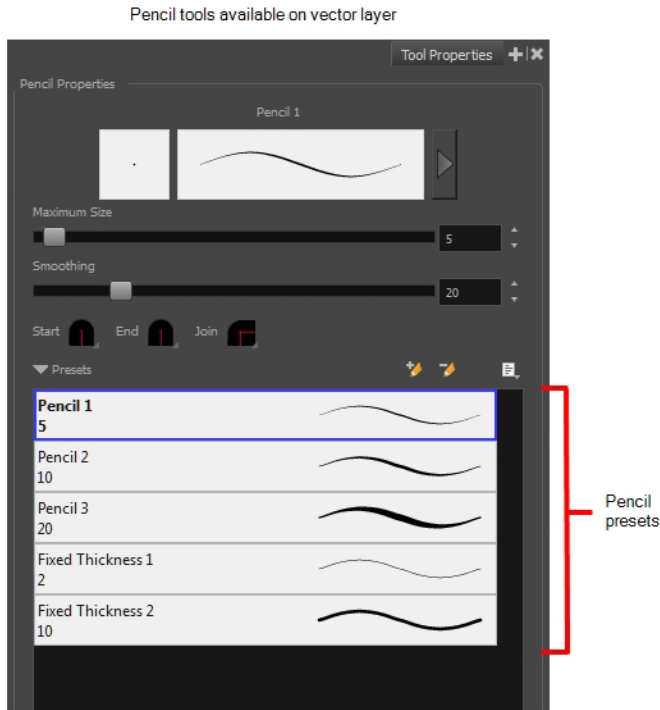 Pencil tools available on vector layer
Tool Properties
Pencil Properties
Pencil 1
Maximum Size
5
Smoothing
20
Start End Join
Presets
Pencil 1
5
Pencil 2
10
Pencil 3
20
Fixed Thickness 1
2
Fixed Thickness 2
10
Pencil
presets